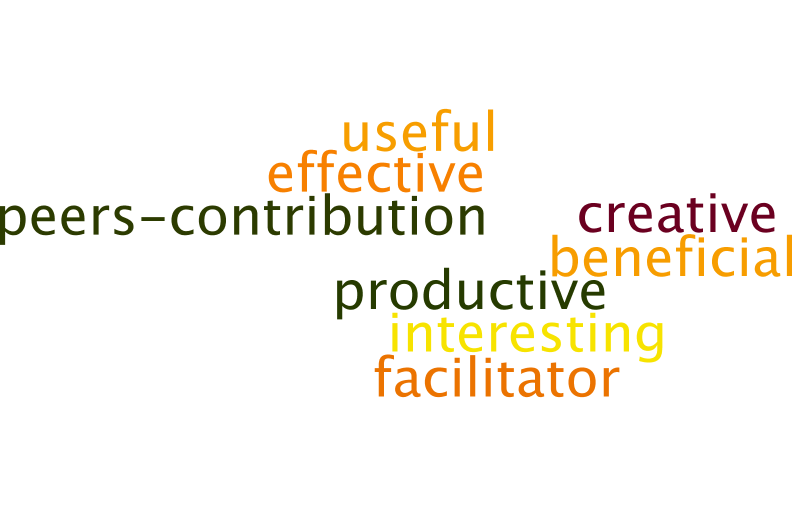 useful
effective
peers-contribution
creative
beneficial
productive
interesting
facilitator